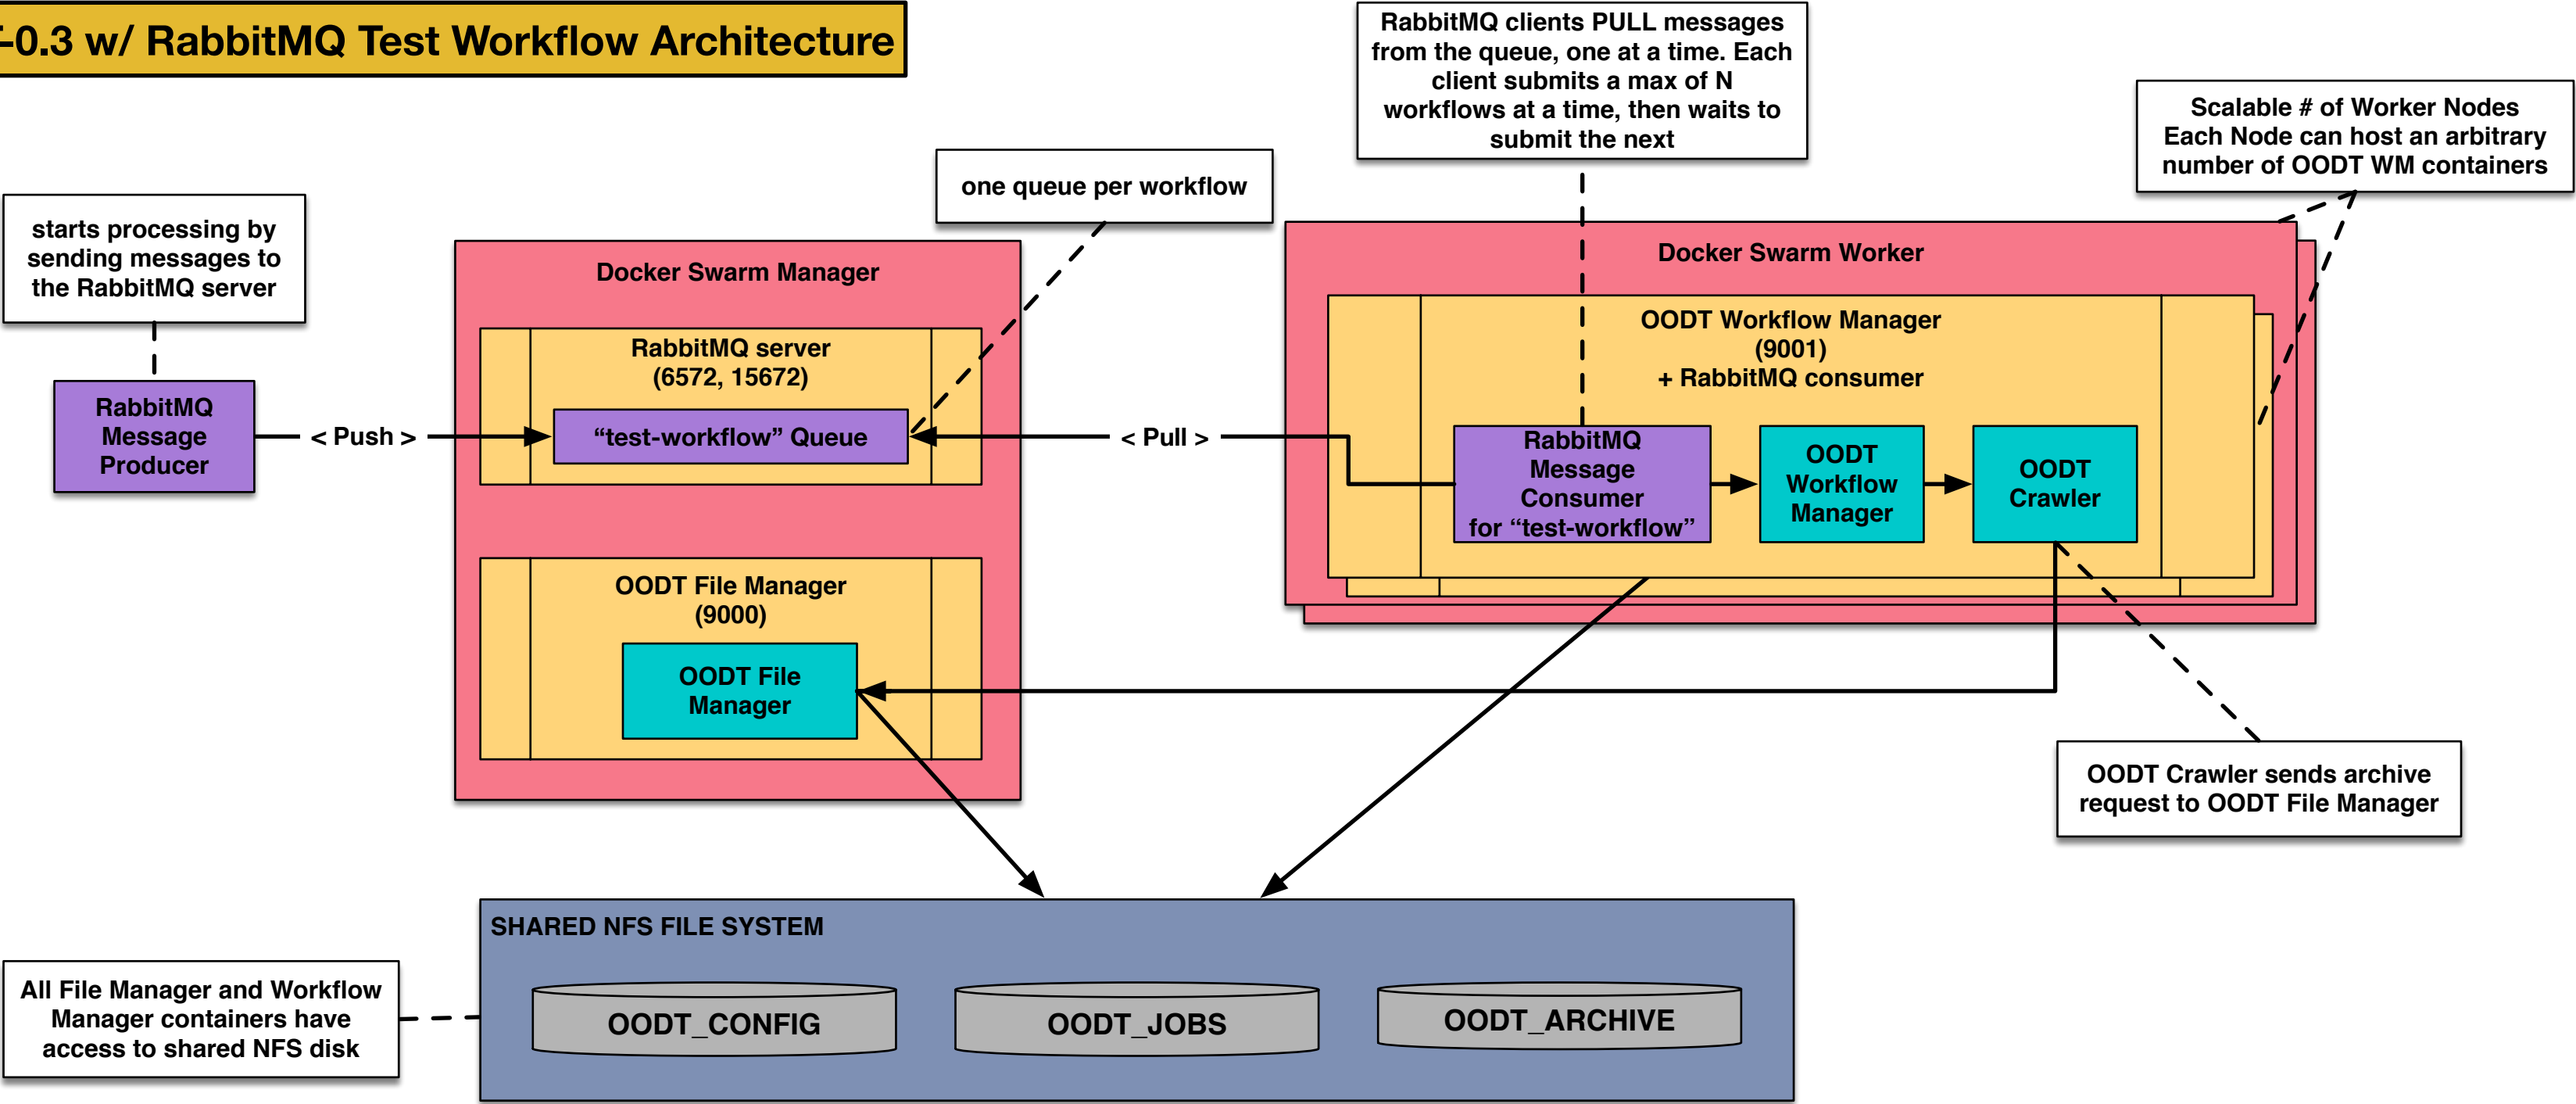 -0.3 w/ RabbitMQ Test Workflow Architecture
RabbitMQ clients PULL messages
from the queue, one at a time. Each
client submits a max of N
workflows at a time, then waits to
submit the next
Scalable # of Worker Nodes
Each Node can host an arbitrary
number of OODT WM containers
one queue per workflow
starts processing by
sending messages to
the RabbitMQ server
Docker Swarm Manager
Docker Swarm Worker
RabbitMQ server
(6572, 15672)
OODT Workflow Manager
(9001)
+ RabbitMQ consumer
RabbitMQ
Message
Producer
< Push >
“test-workflow” Queue
< Pull >
RabbitMQ
Message
Consumer
for “test-workflow”
OODT
Workflow
Manager
OODT
Crawler
OODT File Manager
(9000)
OODT File
Manager
OODT Crawler sends archive
request to OODT File Manager
SHARED NFS FILE SYSTEM
All File Manager and Workflow
Manager containers have
access to shared NFS disk
OODT_CONFIG
OODT_JOBS
OODT_ARCHIVE